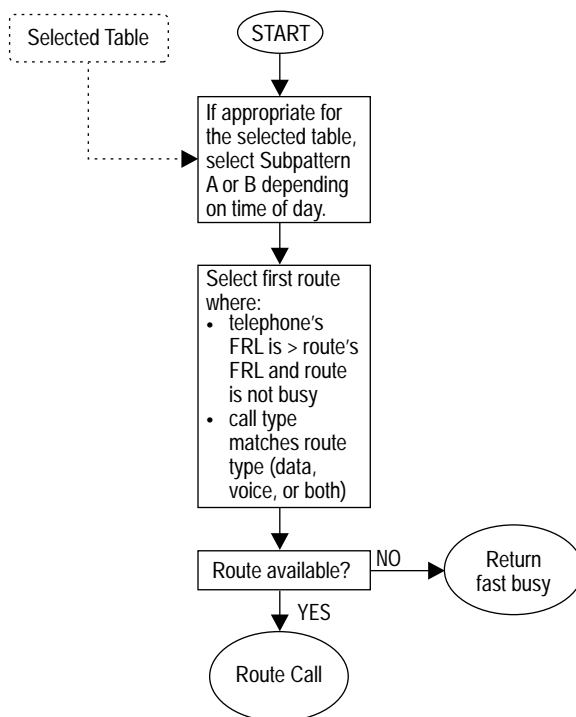 Selected Table
START
If appropriate for
the selected table,
select Subpattern
A or B depending
on time of day.
Select first route
where:
• telephone's
FRL is > route's
FRL and route
is not busy
• call type
matches route
type (data,
voice, or both)
Route available?
NO
Return
fast busy
YES
Route Call